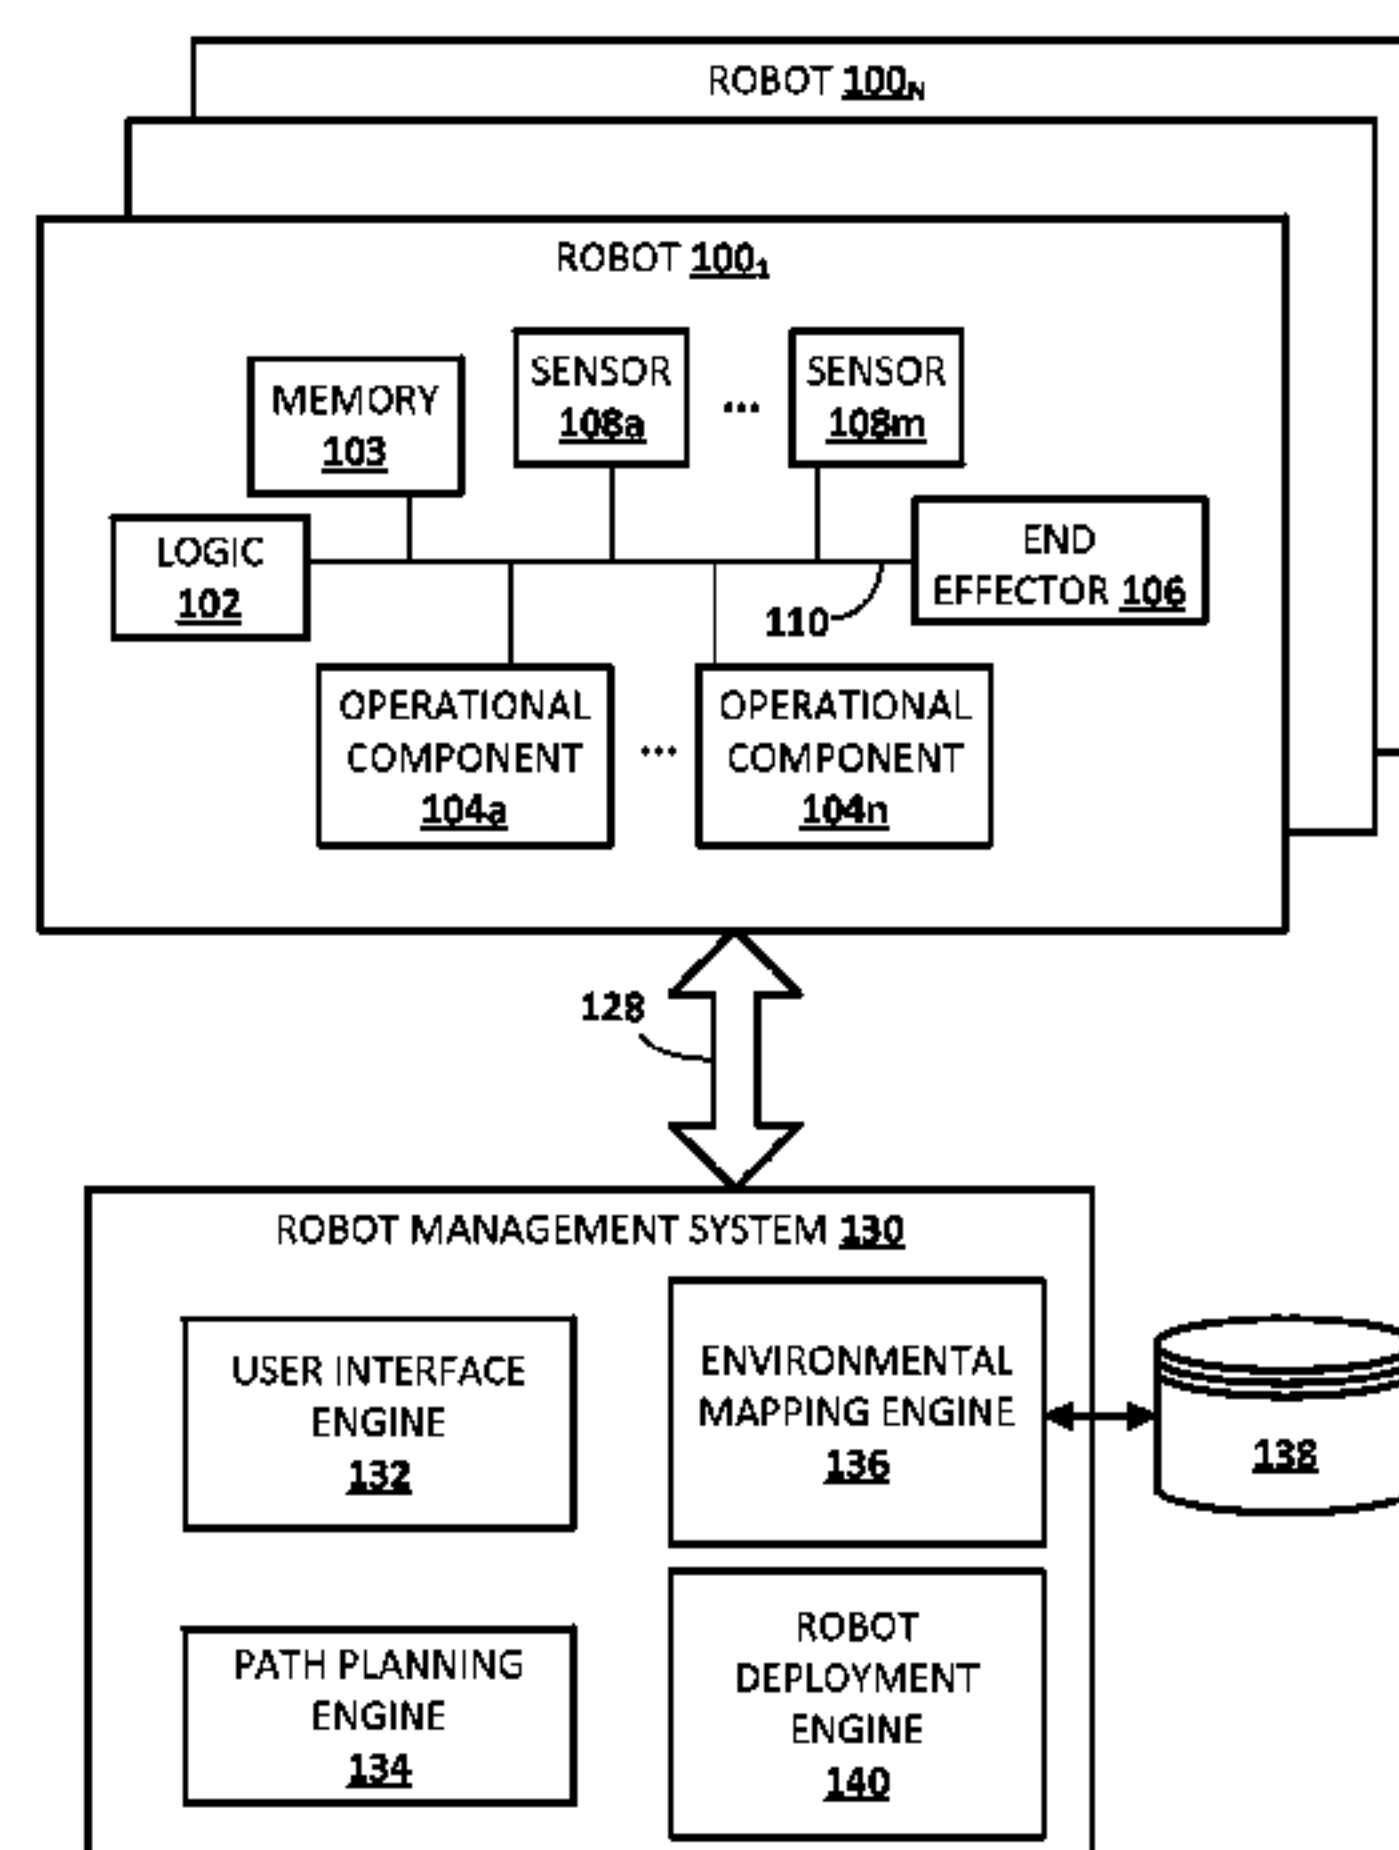 ROBOT 100N
ROBOT 1001
MEMORY
103
SENSOR
108a
...
SENSOR
108m
LOGIC
102
END
EFFECTOR 106
110
OPERATIONAL
COMPONENT
104a
...
OPERATIONAL
COMPONENT
104n
128
ROBOT MANAGEMENT SYSTEM 130
USER INTERFACE
ENGINE
132
ENVIRONMENTAL
MAPPING ENGINE
136
138
PATH PLANNING
ENGINE
134
ROBOT
DEPLOYMENT
ENGINE
140